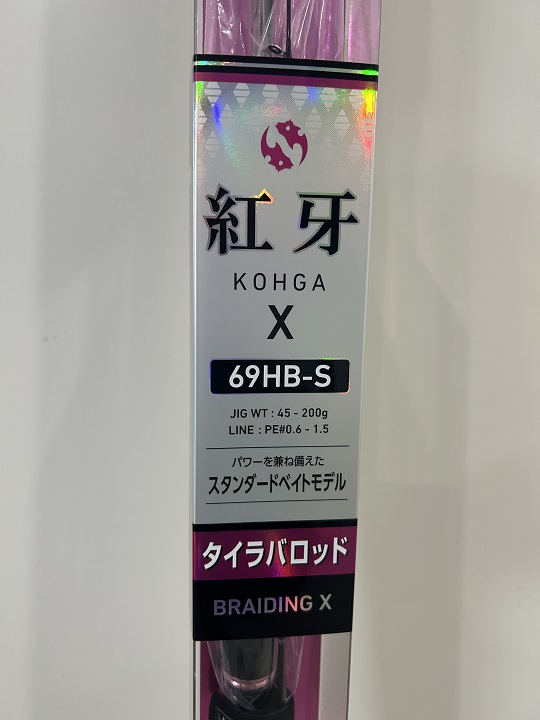 紅牙
KOHGA
X
69HB-S
JIG WT : 45 - 200g
LINE : PE#0.6 - 1.5
パワーを兼ね備えた
スタンダードベイトモデル
タイラバロッド
BRAIDING X